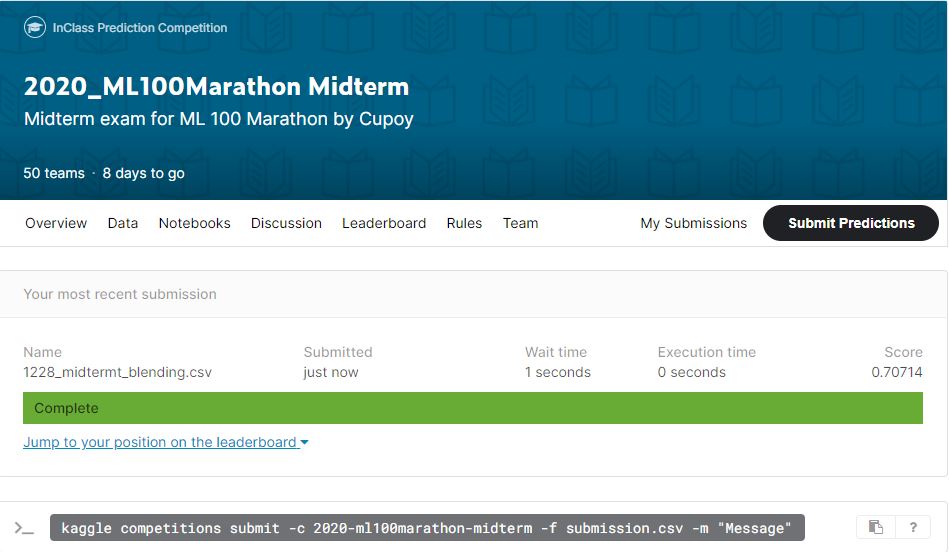 InClass Prediction Competition
2020_ML100Marathon Midterm
Midterm exam for ML 100 Marathon by Cupoy
50 teams · 8 days to go
Overview Data Notebooks Discussion Leaderboard Rules Team My Submissions Submit Predictions
Your most recent submission
Name Submitted Wait time Execution time Score
1228_midtermt_blending.csv just now 1 seconds 0 seconds 0.70714
Complete
Jump to your position on the leaderboard
>_ kaggle competitions submit -c 2020-ml100marathon-midterm -f submission.csv -m "Message" ?